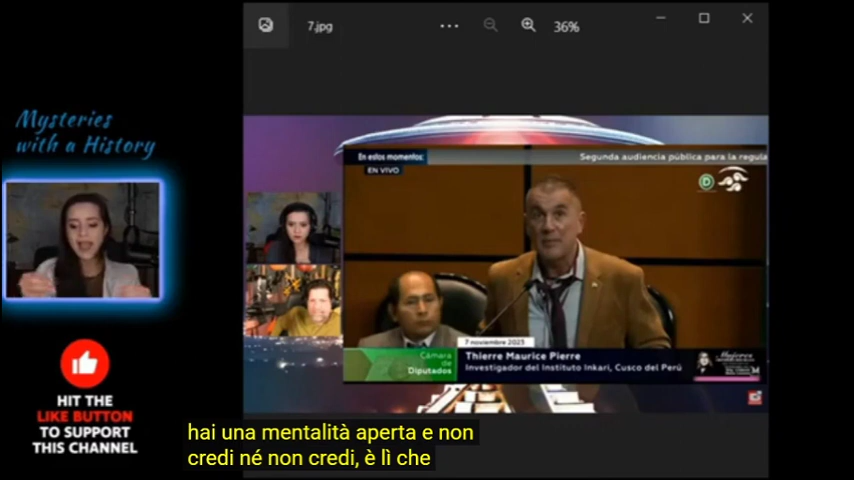 7.jpg
36%
Mysteries
with a History
En estos momentos:
Segunda audiencia pública para la regula
EN VIVO
7 noviembre 2023
Cámara
de
Diputados
Thierre Maurice Pierre
Investigador del Instituto Inkari, Cusco del Perú
HIT THE
LIKE BUTTON
TO SUPPORT
THIS CHANNEL
hai una mentalità aperta e non
credi né non credi, è lì che